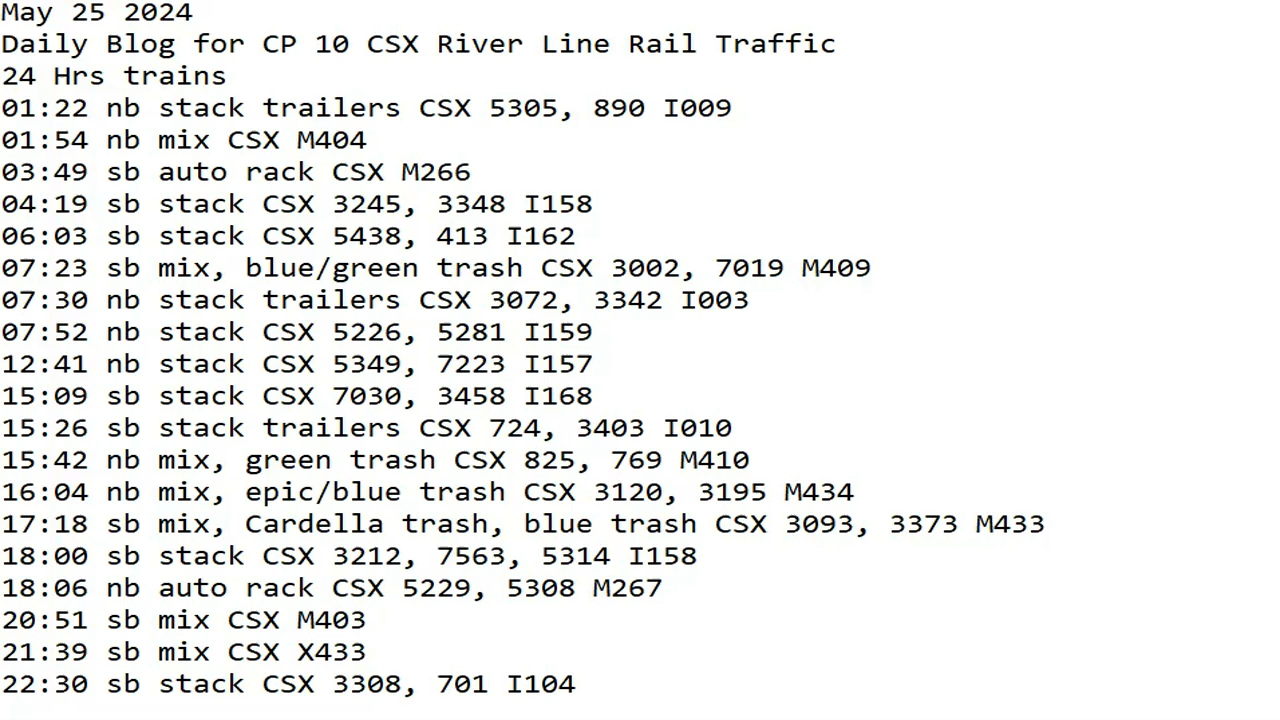 May 25 2024
Daily Blog for CP 10 CSX River Line Rail Traffic
24 Hrs trains
01:22 nb stack trailers CSX 5305, 890 I009
01:54 nb mix CSX M404
03:49 sb auto rack CSX M266
04:19 sb stack CSX 3245, 3348 I158
06:03 sb stack CSX 5438, 413 I162
07:23 sb mix, blue/green trash CSX 3002, 7019 M409
07:30 nb stack trailers CSX 3072, 3342 I003
07:52 nb stack CSX 5226, 5281 I159
12:41 nb stack CSX 5349, 7223 I157
15:09 sb stack CSX 7030, 3458 I168
15:26 sb stack trailers CSX 724, 3403 I010
15:42 nb mix, green trash CSX 825, 769 M410
16:04 nb mix, epic/blue trash CSX 3120, 3195 M434
17:18 sb mix, Cardella trash, blue trash CSX 3093, 3373 M433
18:00 sb stack CSX 3212, 7563, 5314 I158
18:06 nb auto rack CSX 5229, 5308 M267
20:51 sb mix CSX M403
21:39 sb mix CSX X433
22:30 sb stack CSX 3308, 701 I104